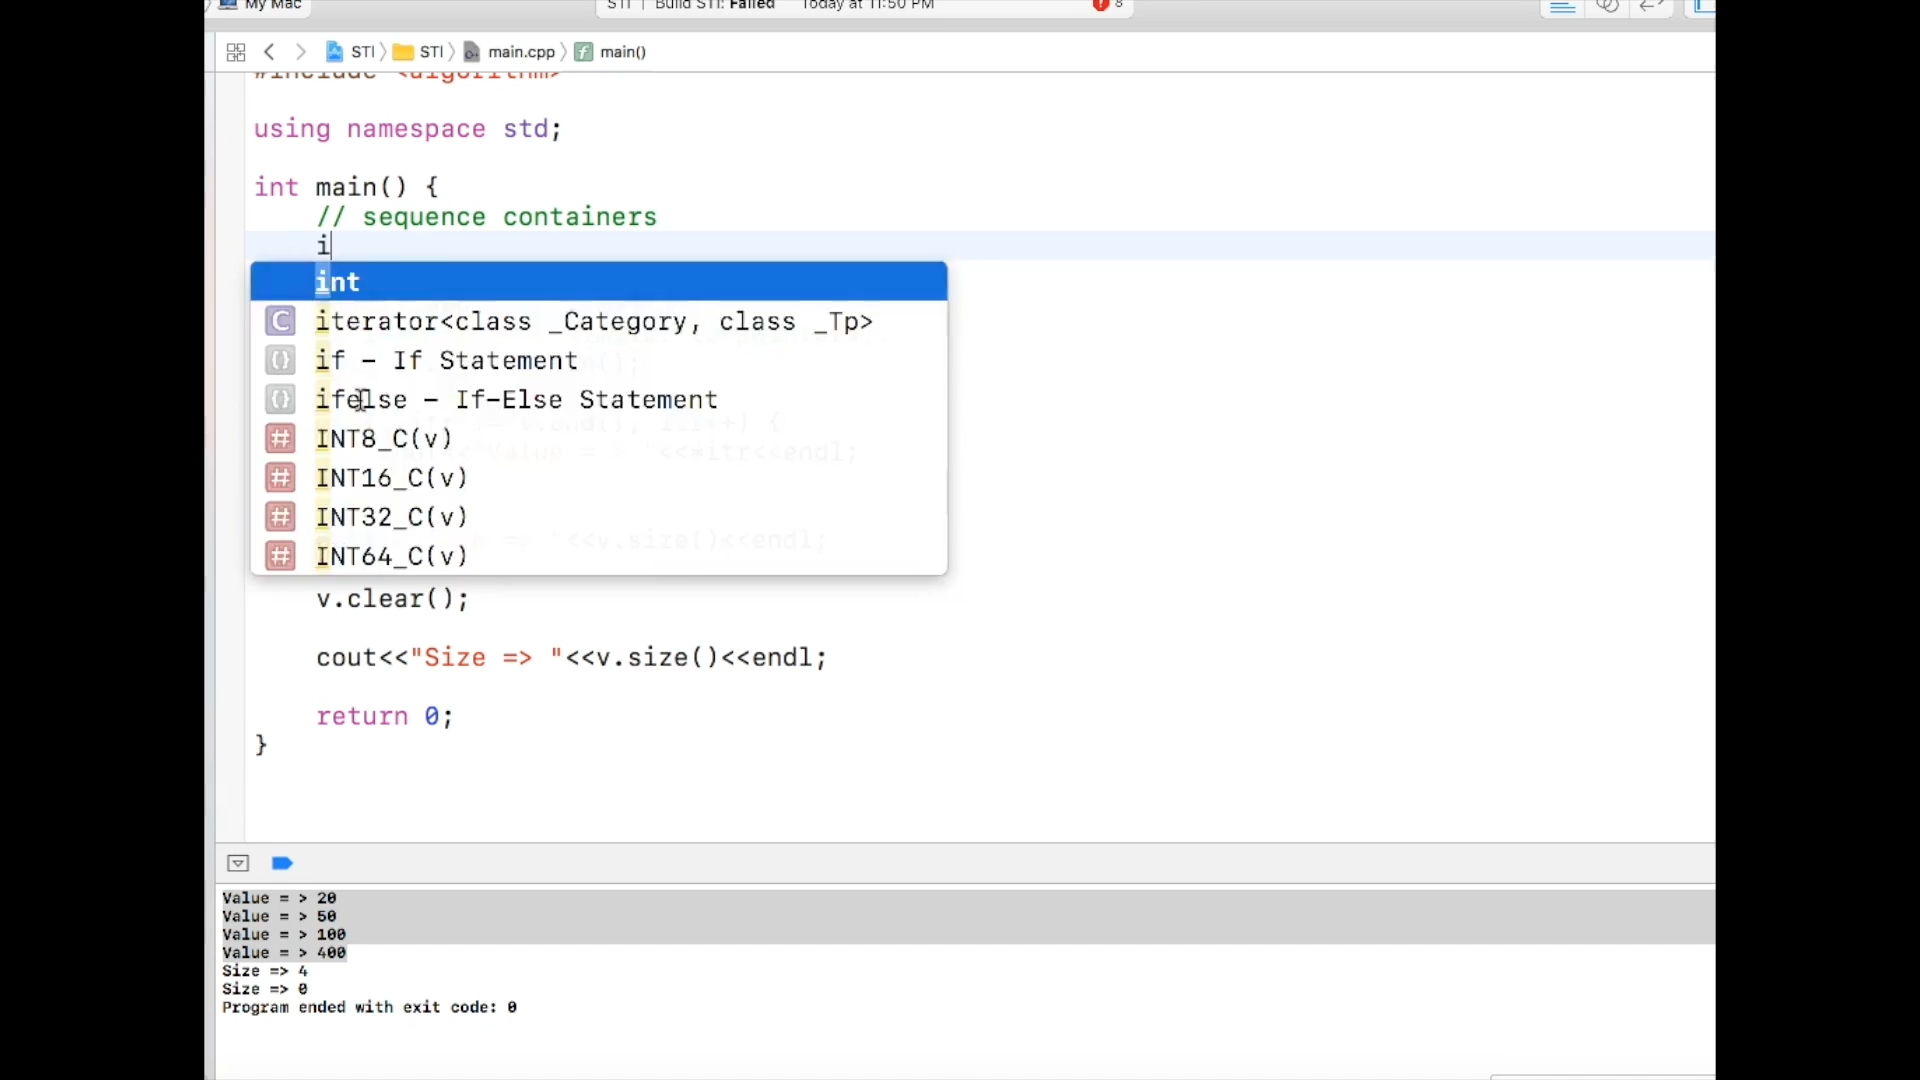 My Mac
STI | Build STI: Failed Today at 11:50 PM 8
STI 〉 STI 〉 main.cpp 〉 main()
#include <algorithm>
using namespace std;
int main() {
// sequence containers
i
int
iterator<class _Category, class _Tp>
if – If Statement
ifelse – If-Else Statement
INT8_C(v)
INT16_C(v)
INT32_C(v)
INT64_C(v)
v.clear();
cout<<"Size => "<<v.size()<<endl;
return 0;
}
Value = > 20
Value = > 50
Value = > 100
Value = > 400
Size => 4
Size => 0
Program ended with exit code: 0